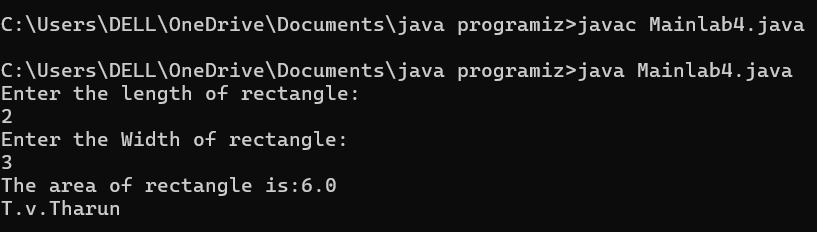 C:\Users\DELL\OneDrive\Documents\java programiz>javac Mainlab4.java
C:\Users\DELL\OneDrive\Documents\java programiz>java Mainlab4.java
Enter the length of rectangle:
2
Enter the Width of rectangle:
3
The area of rectangle is:6.0
T.v.Tharun